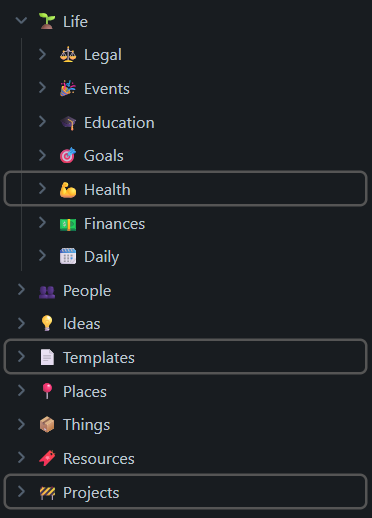 Life
Legal
Events
Education
Goals
Health
Finances
Daily
People
Ideas
Templates
Places
Things
Resources
Projects